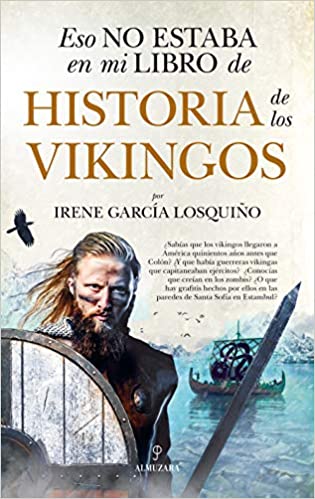 Eso NO ESTABA
en mi LIBRO de
HISTORIA de los
VIKINGOS
por
IRENE GARCÍA LOSQUIÑO
¿Sabías que los vikingos llegaron a
América quinientos años antes que
Colón? ¿Y que había guerreras vikingas
que capitaneaban ejércitos? ¿Conocías
que creían en los zombis? ¿O que
hay grafitis hechos por ellos en las
paredes de Santa Sofía en Estambul?
ALMUZARA